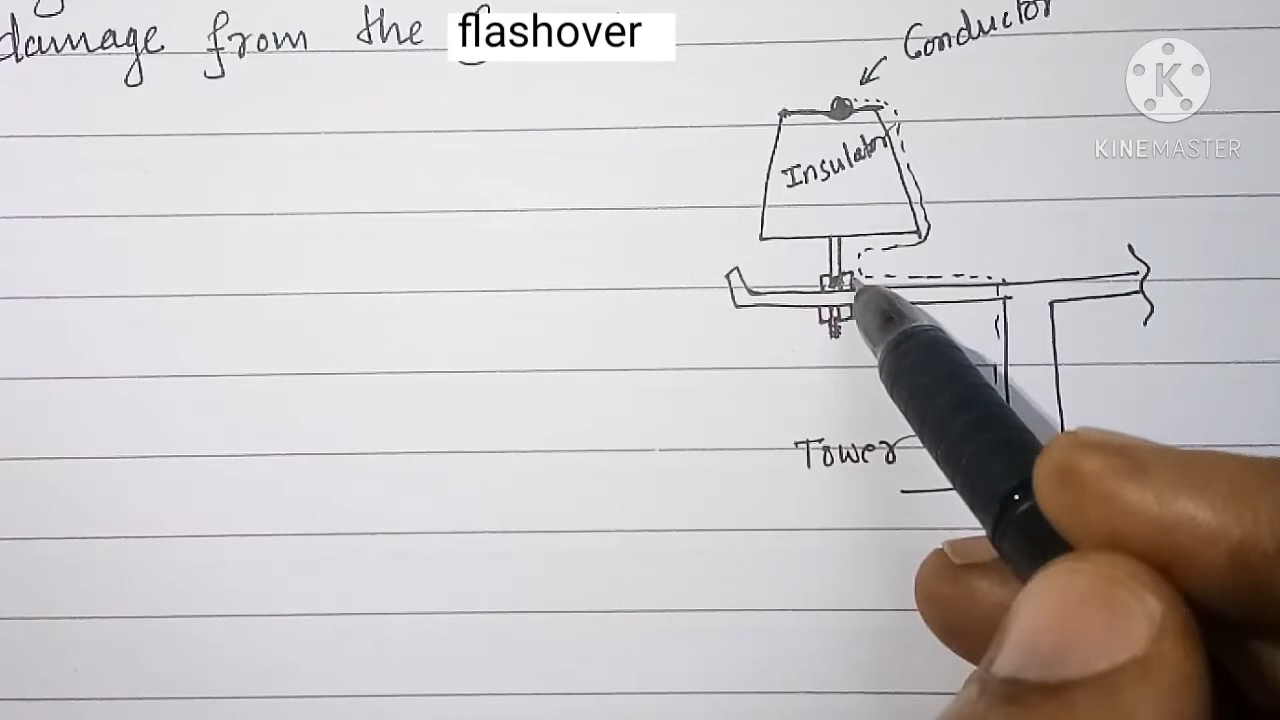 damage from the flashover
Conductor
K
KINEMASTER
Insulator
Tower